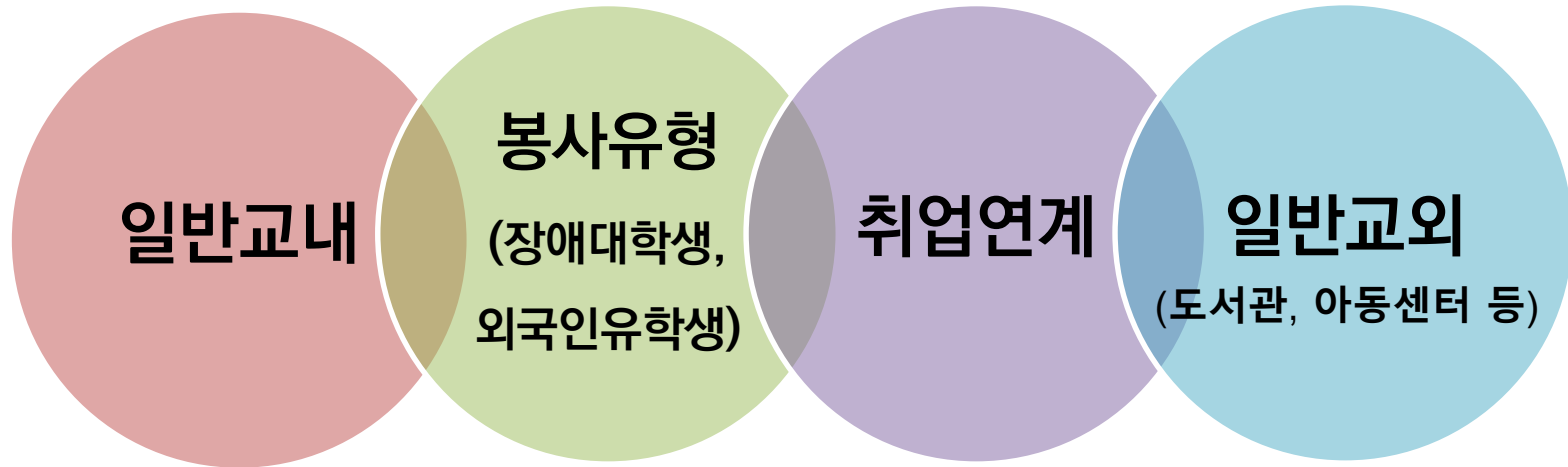 일반교내
봉사유형
(장애대학생,
외국인유학생)
취업연계
일반교외
(도서관, 아동센터 등)